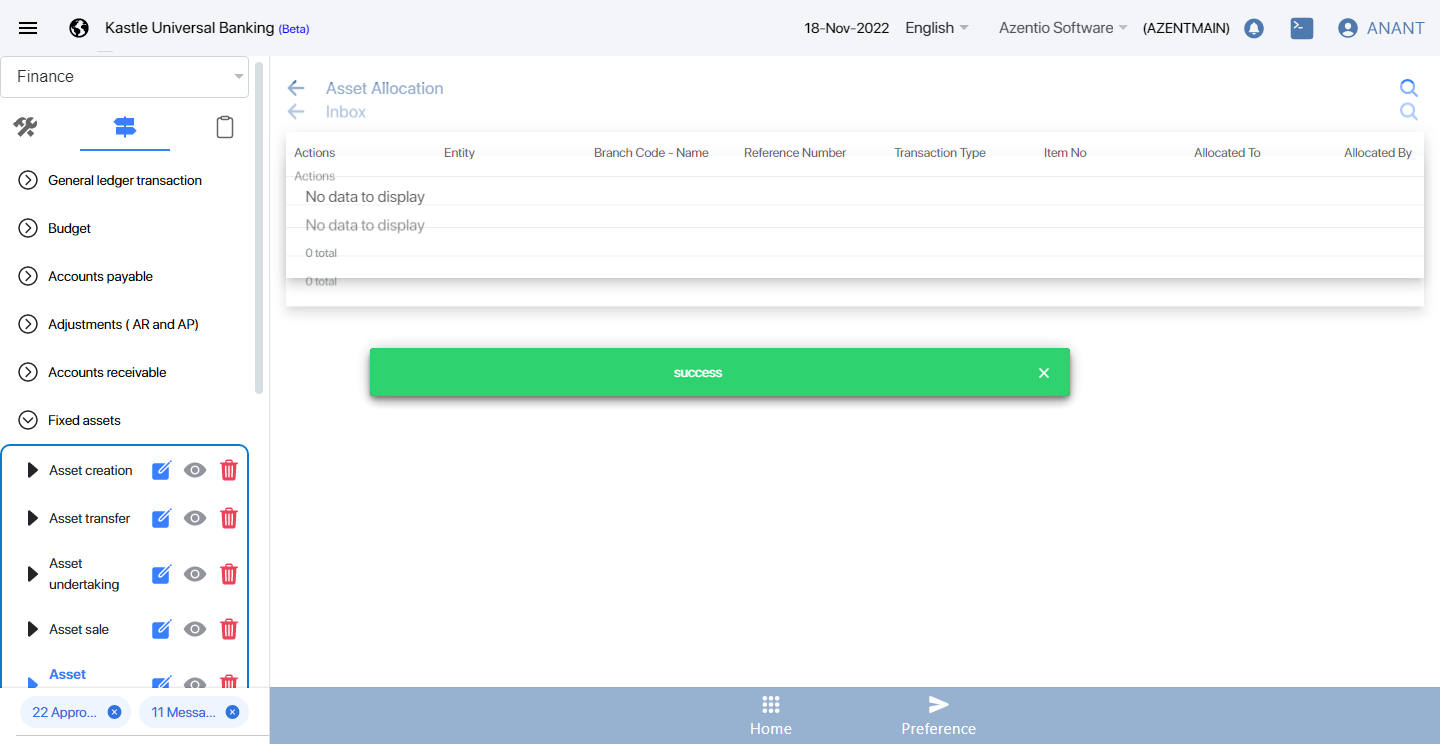 Kastle Universal Banking (Beta)
18-Nov-2022
English
Azentio Software
(AZENTMAIN)
ANANT
Finance
General ledger transaction
Budget
Accounts payable
Adjustments ( AR and AP)
Accounts receivable
Fixed assets
Asset creation
Asset transfer
Asset
undertaking
Asset sale
Asset
22 Appro...
11 Messa...
Asset Allocation
Inbox
Actions Entity Branch Code - Name Reference Number Transaction Type Item No Allocated To Allocated By
Actions
No data to display
No data to display
0 total
0 total
success
Home
Preference